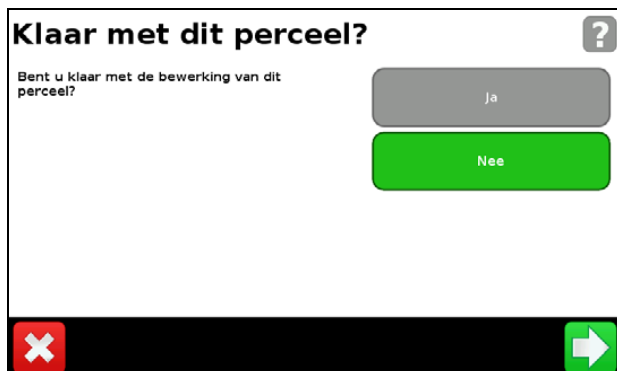 Klaar met dit perceel?
?
Bent u klaar met de bewerking van dit
perceel?
Ja
Nee